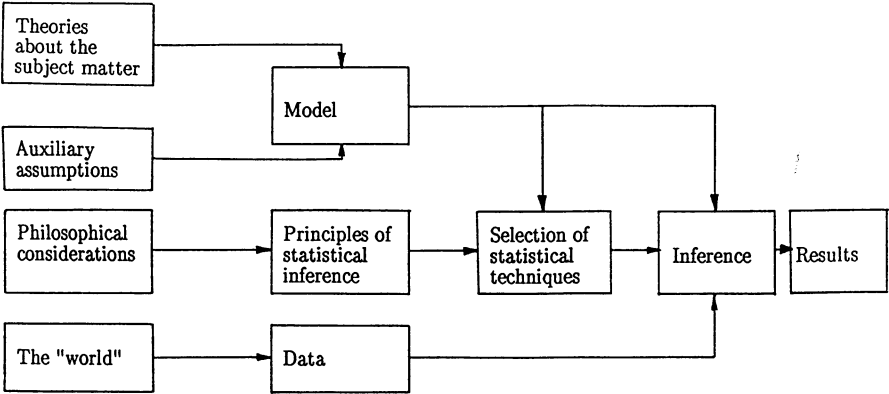 Theories
about the
subject matter
Model
Auxiliary
assumptions
Philosophical
considerations
Principles of
statistical
inference
Selection of
statistical
techniques
Inference
Results
The "world"
Data